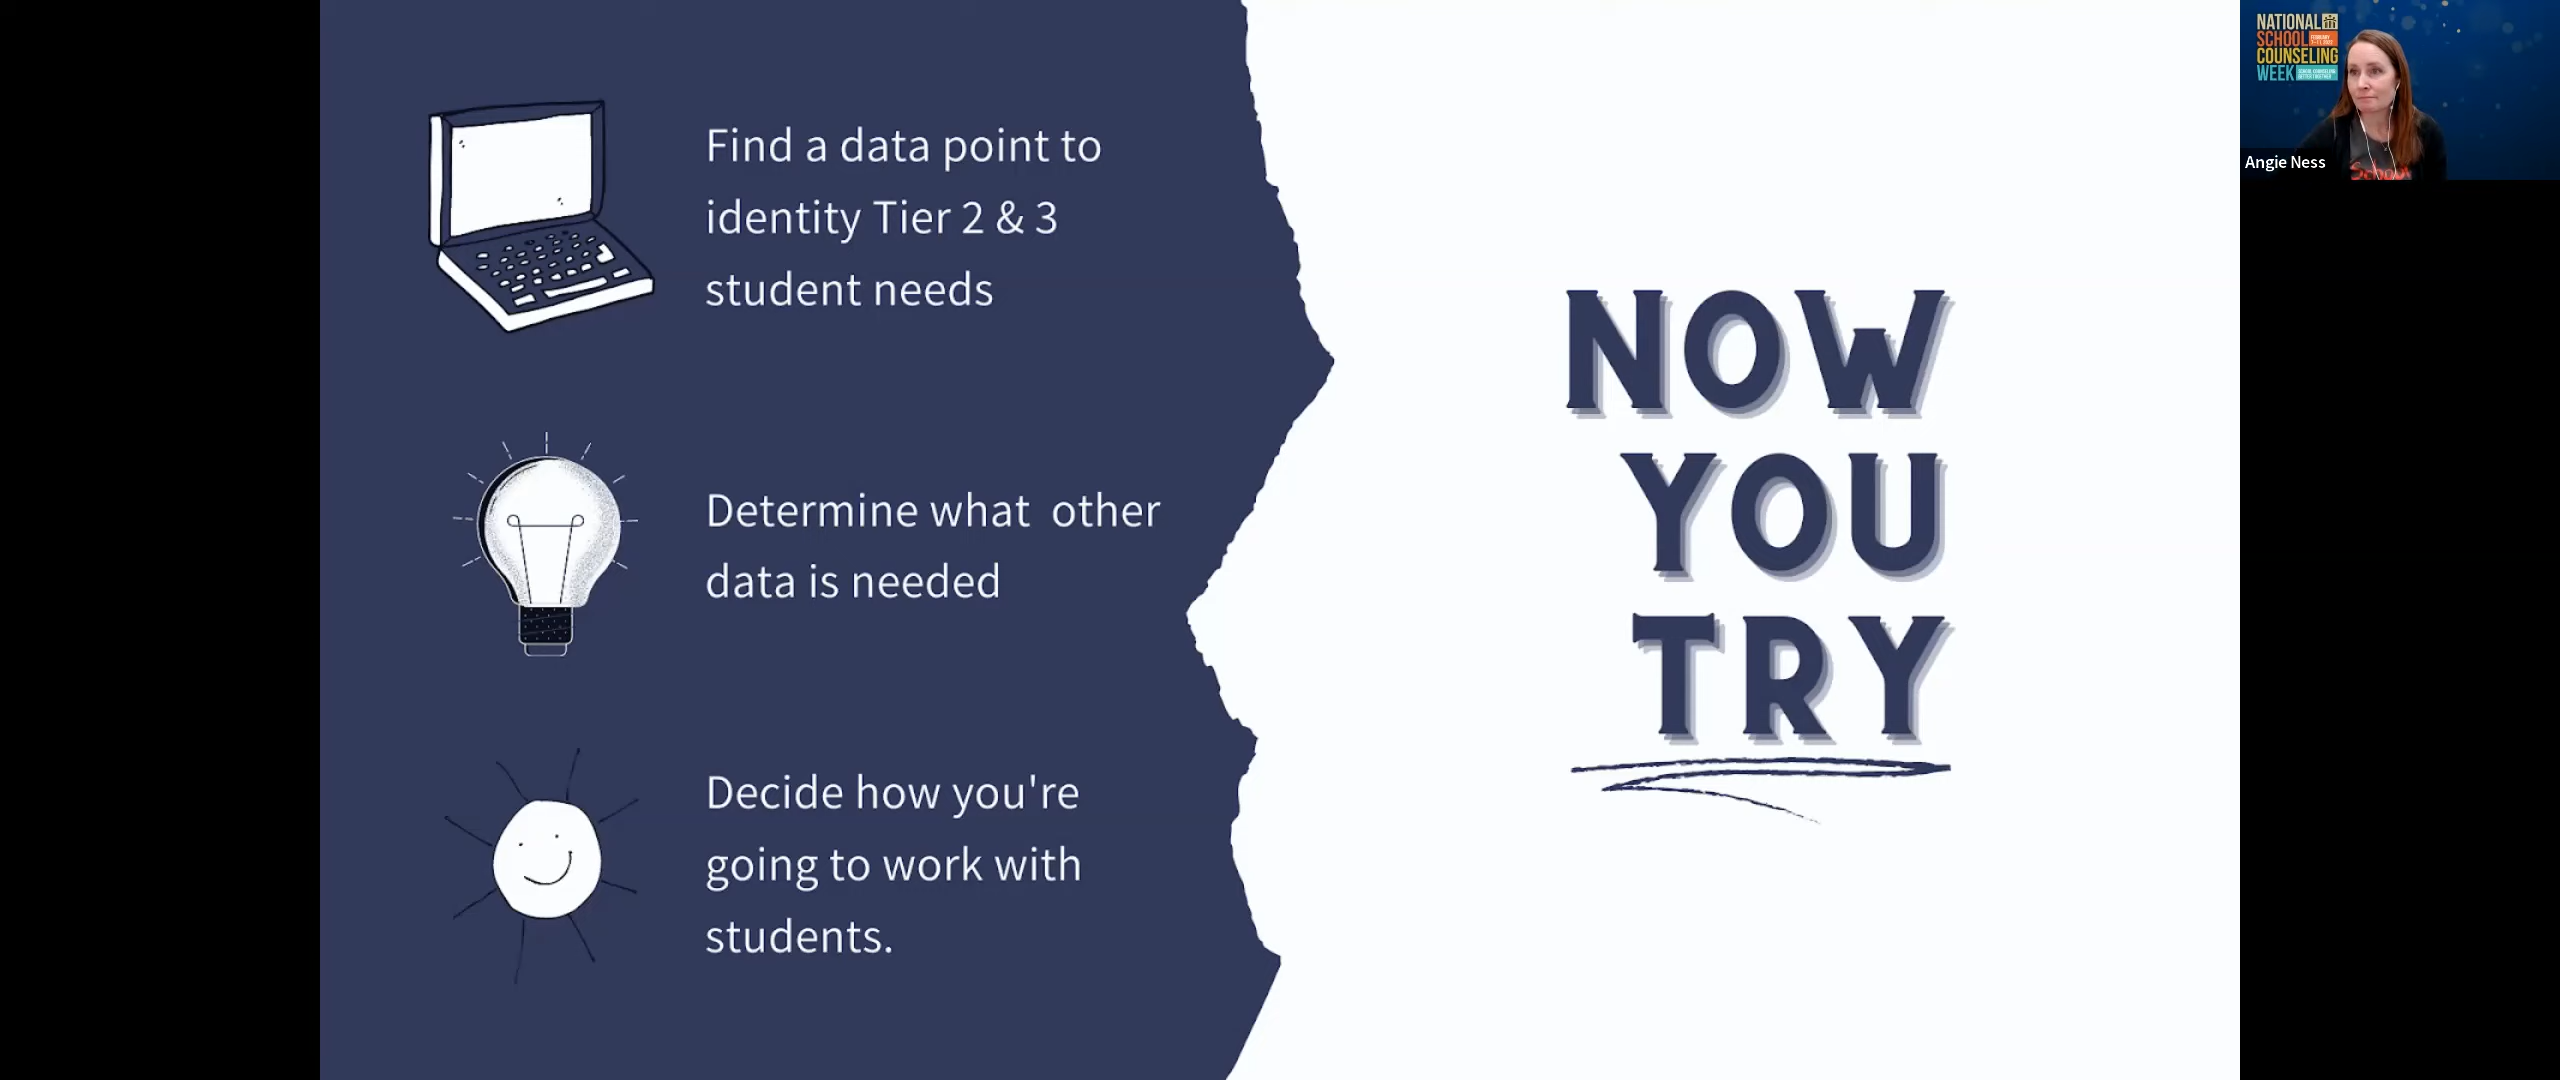 Find a data point to
identity Tier 2 & 3
student needs
Determine what  other
data is needed
Decide how you're
going to work with
students.
NOW
YOU
TRY
NATIONAL
SCHOOL
COUNSELING
WEEK
Angie Ness
School